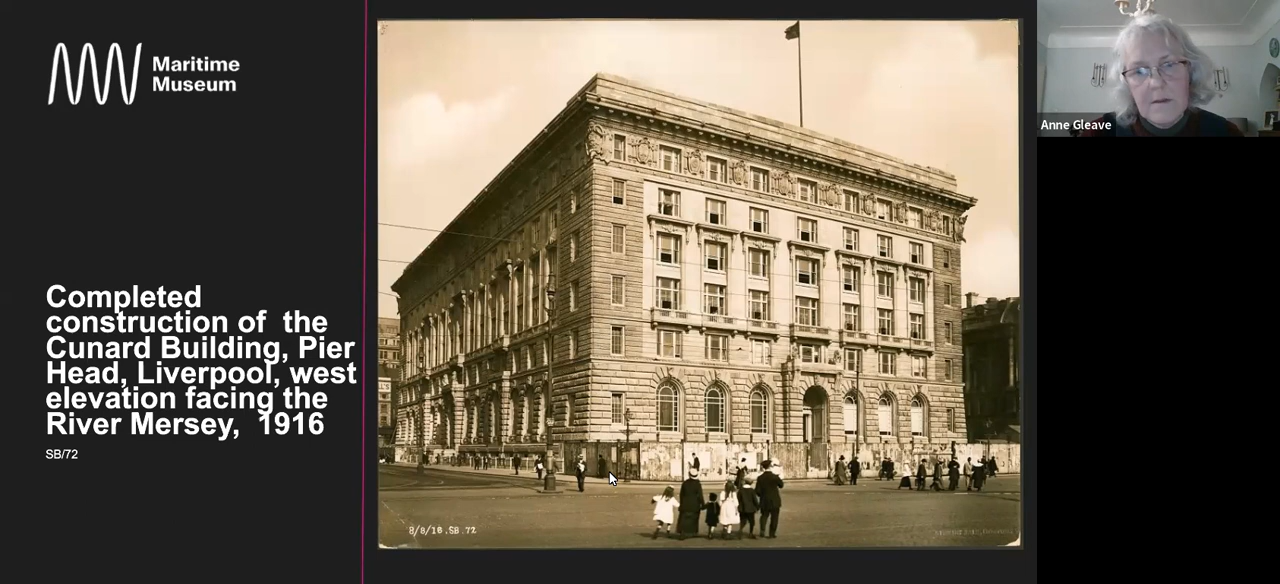 Maritime
Museum
Completed
construction of the
Cunard Building, Pier
Head, Liverpool, west
elevation facing the
River Mersey, 1916
SB/72
8/8/16.SB.72
Anne Gleave